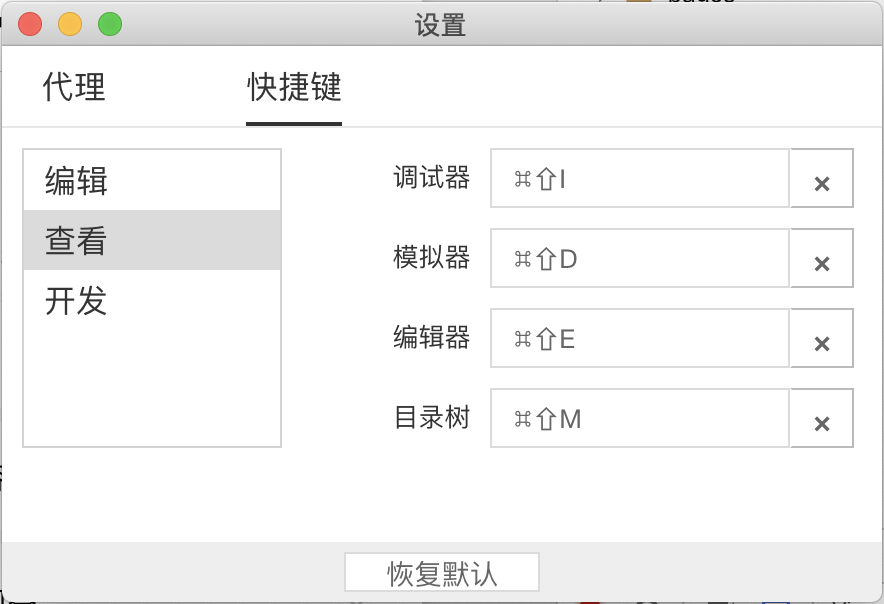 设置
代理 快捷键
编辑
查看
开发
调试器 ⌘⇧I ×
模拟器 ⌘⇧D ×
编辑器 ⌘⇧E ×
目录树 ⌘⇧M ×
恢复默认